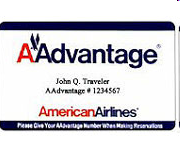 AAdvantage®
John Q. Traveler
AAdvantage # 1234567
AmericanAirlines®
Please Give Your AAdvantage Number When Making Reservations